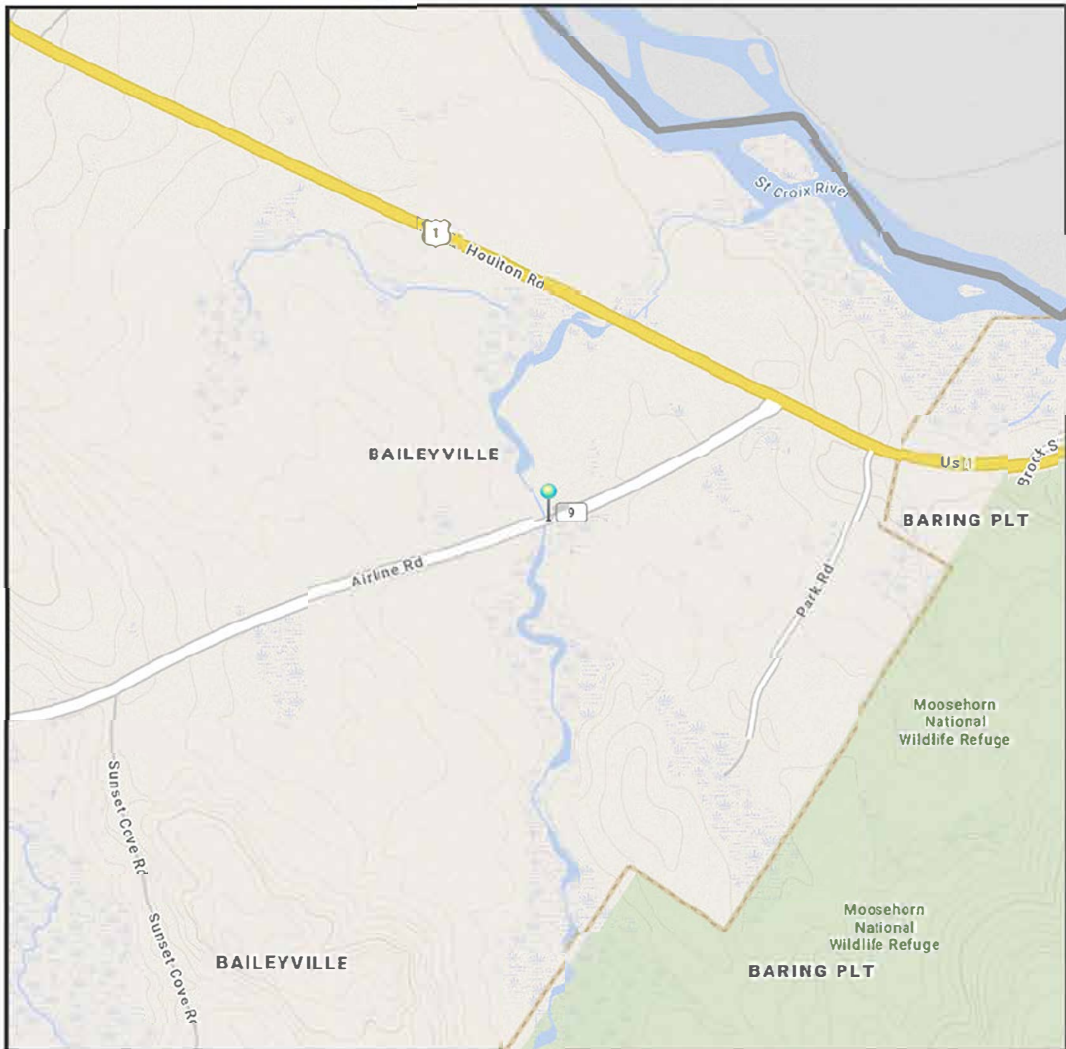 St Croix River
1
Houlton Rd
BAILEYVILLE
Us 1
Brock S
9
BARING PLT
Airline Rd
Park Rd
Moosehorn
National
Wildlife Refuge
Sunset Cove Rd
Sunset Cove Rd
Moosehorn
National
Wildlife Refuge
BAILEYVILLE
BARING PLT